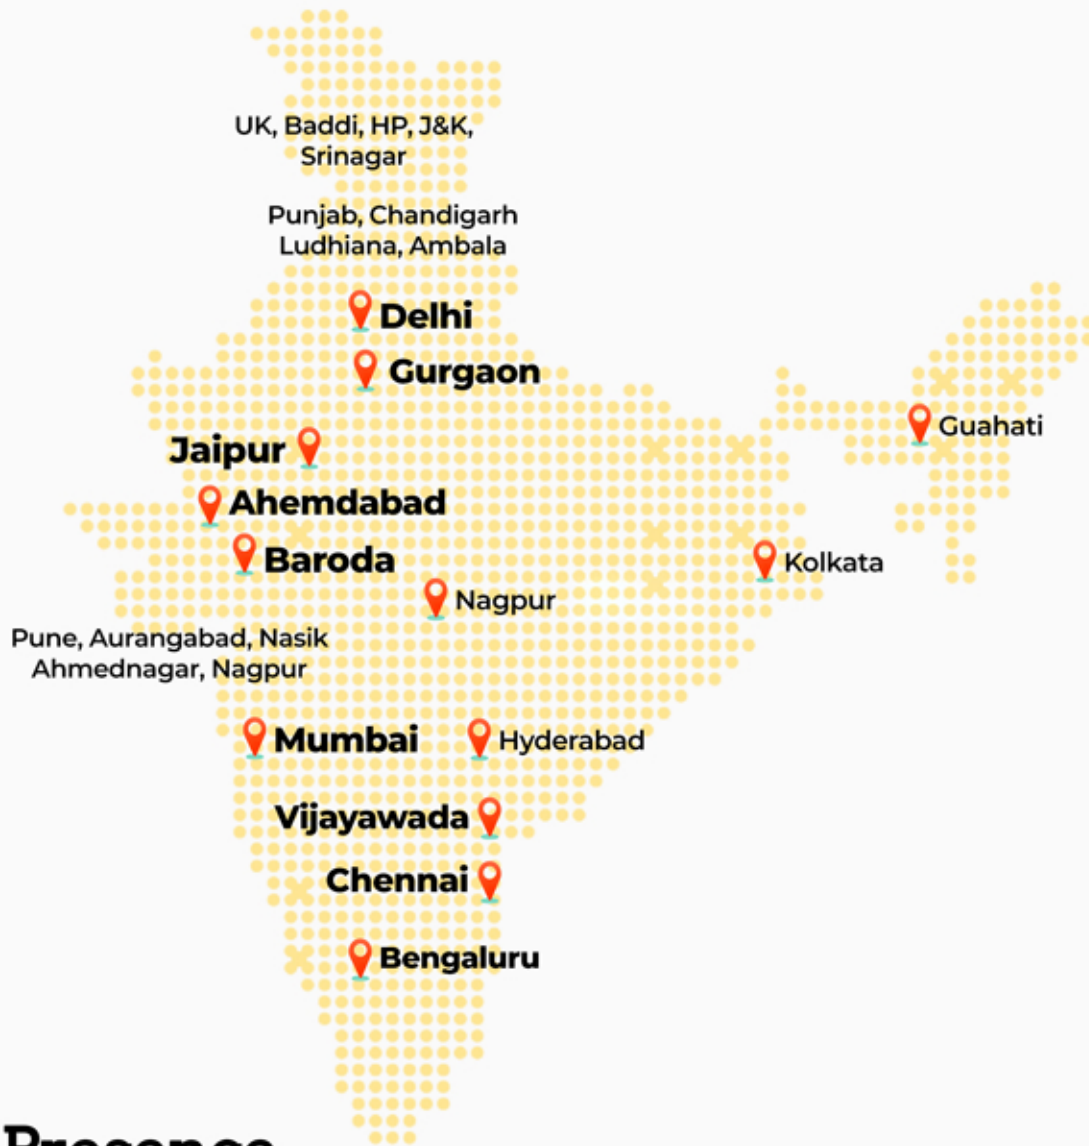 UK, Baddi, HP, J&K,
Srinagar
Punjab, Chandigarh
Ludhiana, Ambala
Delhi
Gurgaon
Guahati
Jaipur
Ahemdabad
Baroda
Kolkata
Nagpur
Pune, Aurangabad, Nasik
Ahmednagar, Nagpur
Mumbai
Hyderabad
Vijayawada
Chennai
Bengaluru